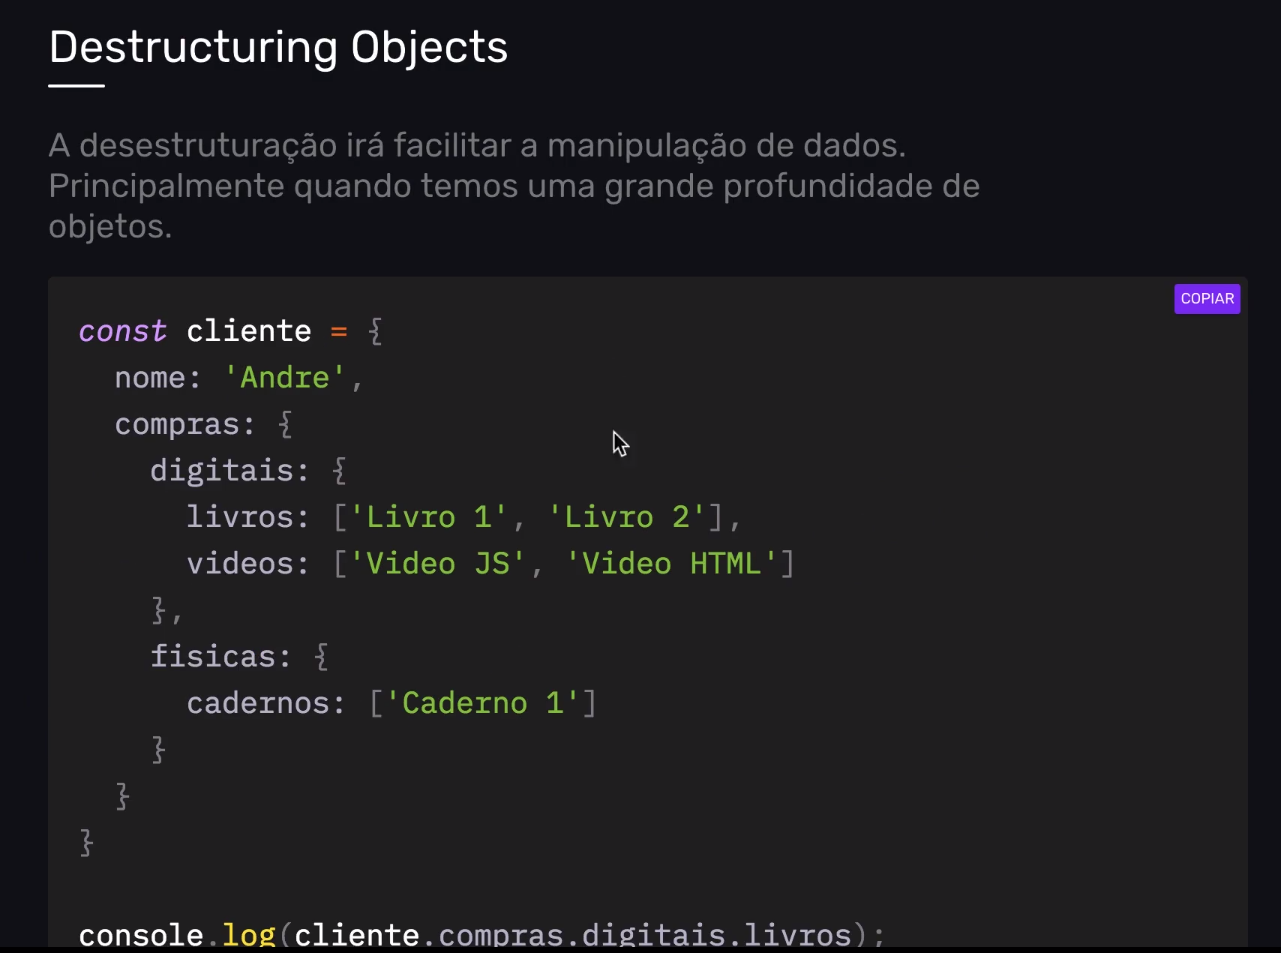 Destructuring Objects
A desestruturação irá facilitar a manipulação de dados.
Principalmente quando temos uma grande profundidade de
objetos.
COPIAR
const cliente = {
  nome: 'Andre',
  compras: {
    digitais: {
      livros: ['Livro 1', 'Livro 2'],
      videos: ['Video JS', 'Video HTML']
    },
    fisicas: {
      cadernos: ['Caderno 1']
    }
  }
}
console.log(cliente.compras.digitais.livros);